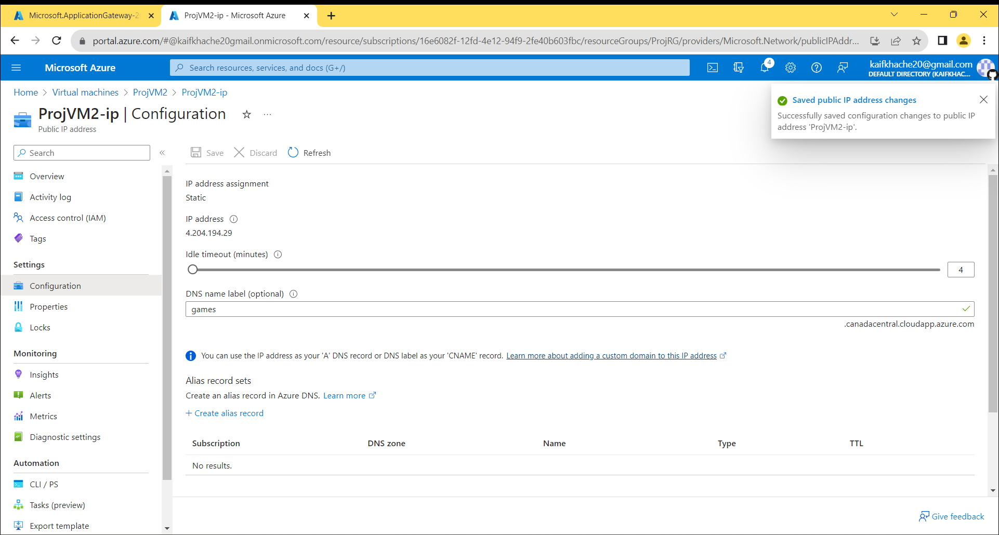 Microsoft.ApplicationGateway-2
ProjVM2-ip - Microsoft Azure
portal.azure.com/#@kaifkhache20gmail.onmicrosoft.com/resource/subscriptions/16e6082f-12fd-4e12-94f9-2fe40b603fbc/resourceGroups/ProjRG/providers/Microsoft.Network/publicIPAddr...
Microsoft Azure
Search resources, services, and docs (G+/)
4
kaifkhache20@gmail.com
DEFAULT DIRECTORY (KAIFKHAC...
Home > Virtual machines > ProjVM2 > ProjVM2-ip
ProjVM2-ip | Configuration
Public IP address
Saved public IP address changes
Successfully saved configuration changes to public IP
address 'ProjVM2-ip'.
Search
Overview
Activity log
Access control (IAM)
Tags
Settings
Configuration
Properties
Locks
Monitoring
Insights
Alerts
Metrics
Diagnostic settings
Automation
CLI / PS
Tasks (preview)
Export template
Save Discard Refresh
IP address assignment
Static
IP address
4.204.194.29
Idle timeout (minutes)
4
DNS name label (optional)
games
.canadacentral.cloudapp.azure.com
You can use the IP address as your 'A' DNS record or DNS label as your 'CNAME' record. Learn more about adding a custom domain to this IP address
Alias record sets
Create an alias record in Azure DNS. Learn more
+ Create alias record
Subscription DNS zone Name Type TTL
No results.
Give feedback